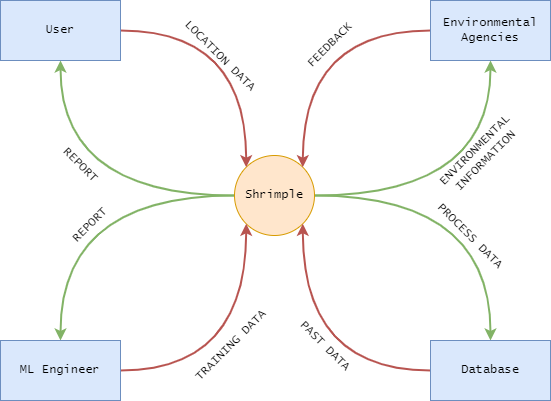 User
Environmental
Agencies
LOCATION DATA
FEEDBACK
REPORT
ENVIRONMENTAL
INFORMATION
Shrimple
REPORT
PROCESS DATA
TRAINING DATA
PAST DATA
ML Engineer
Database